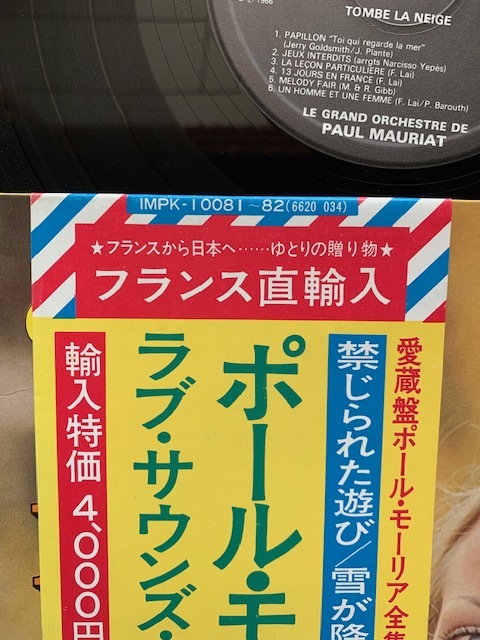 ℗ 1966
TOMBE LA NEIGE
1. PAPILLON "Toi qui regarde la mer"
(Jerry Goldsmith/J. Plante)
2. JEUX INTERDITS (arrgts Narcisso Yepès)
3. LA LEÇON PARTICULIÈRE (F. Lai)
4. 13 JOURS EN FRANCE (F. Lai)
5. MELODY FAIR (M. & R. Gibb)
6. UN HOMME ET UNE FEMME (F. Lai/P. Barouth)
LE GRAND ORCHESTRE DE
PAUL MAURIAT
IMPK-10081~82(6620 034)
★フランスから日本へ……ゆとりの贈り物★
フランス直輸入
愛蔵盤ポール・モーリア全集
禁じられた遊び/雪が降
ポール・モ
ラブ・サウンズ・
輸入特価 4,000円